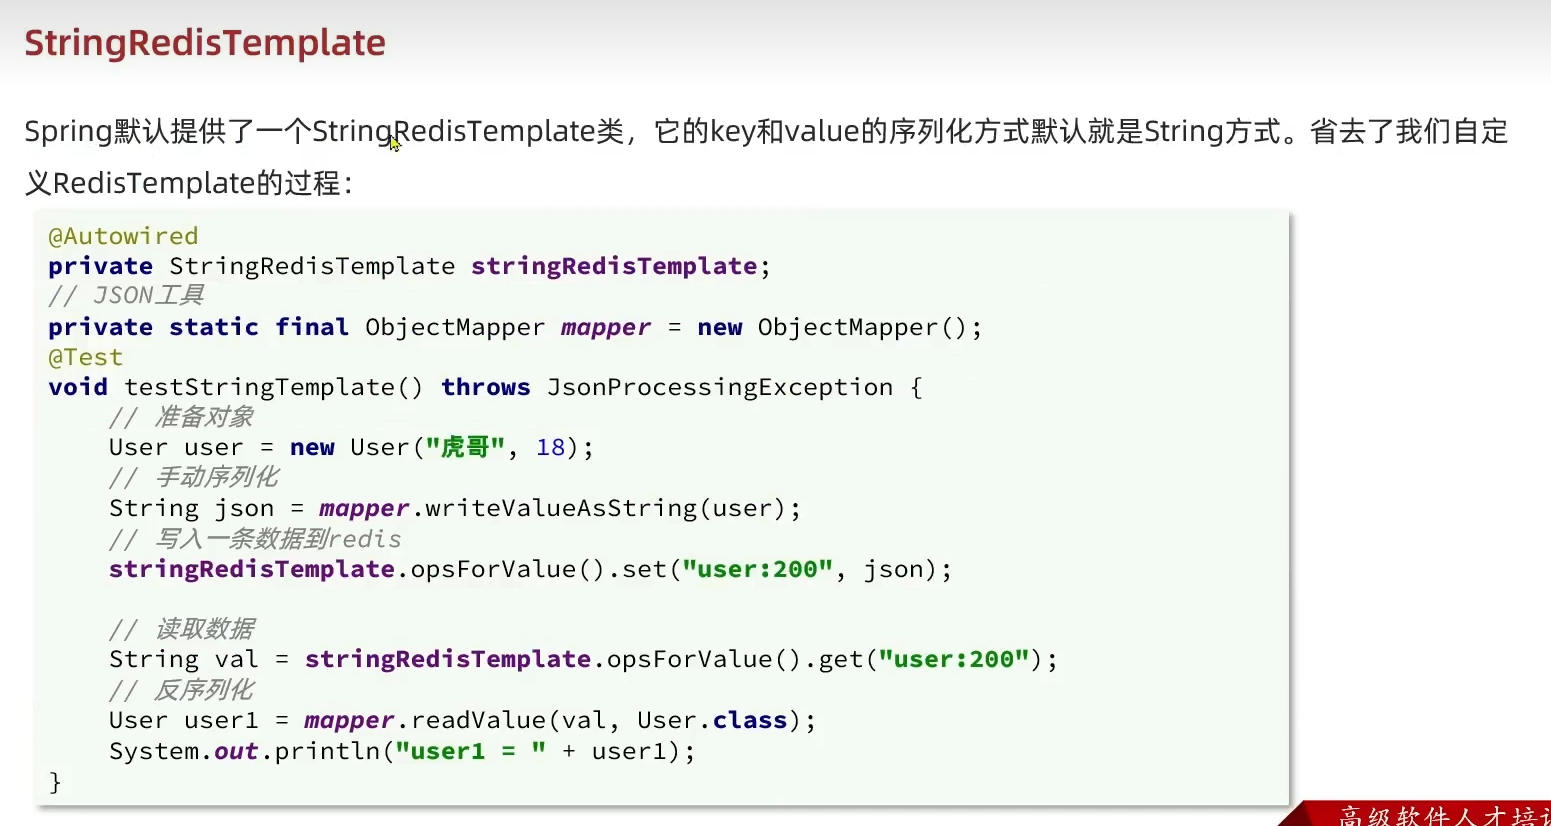 StringRedisTemplate
Spring默认提供了一个StringRedisTemplate类，它的key和value的序列化方式默认就是String方式。省去了我们自定
义RedisTemplate的过程：
@Autowired
private StringRedisTemplate stringRedisTemplate;
// JSON工具
private static final ObjectMapper mapper = new ObjectMapper();
@Test
void testStringTemplate() throws JsonProcessingException {
    // 准备对象
    User user = new User("虎哥", 18);
    // 手动序列化
    String json = mapper.writeValueAsString(user);
    // 写入一条数据到redis
    stringRedisTemplate.opsForValue().set("user:200", json);
    // 读取数据
    String val = stringRedisTemplate.opsForValue().get("user:200");
    // 反序列化
    User user1 = mapper.readValue(val, User.class);
    System.out.println("user1 = " + user1);
}
高级软件人才培训